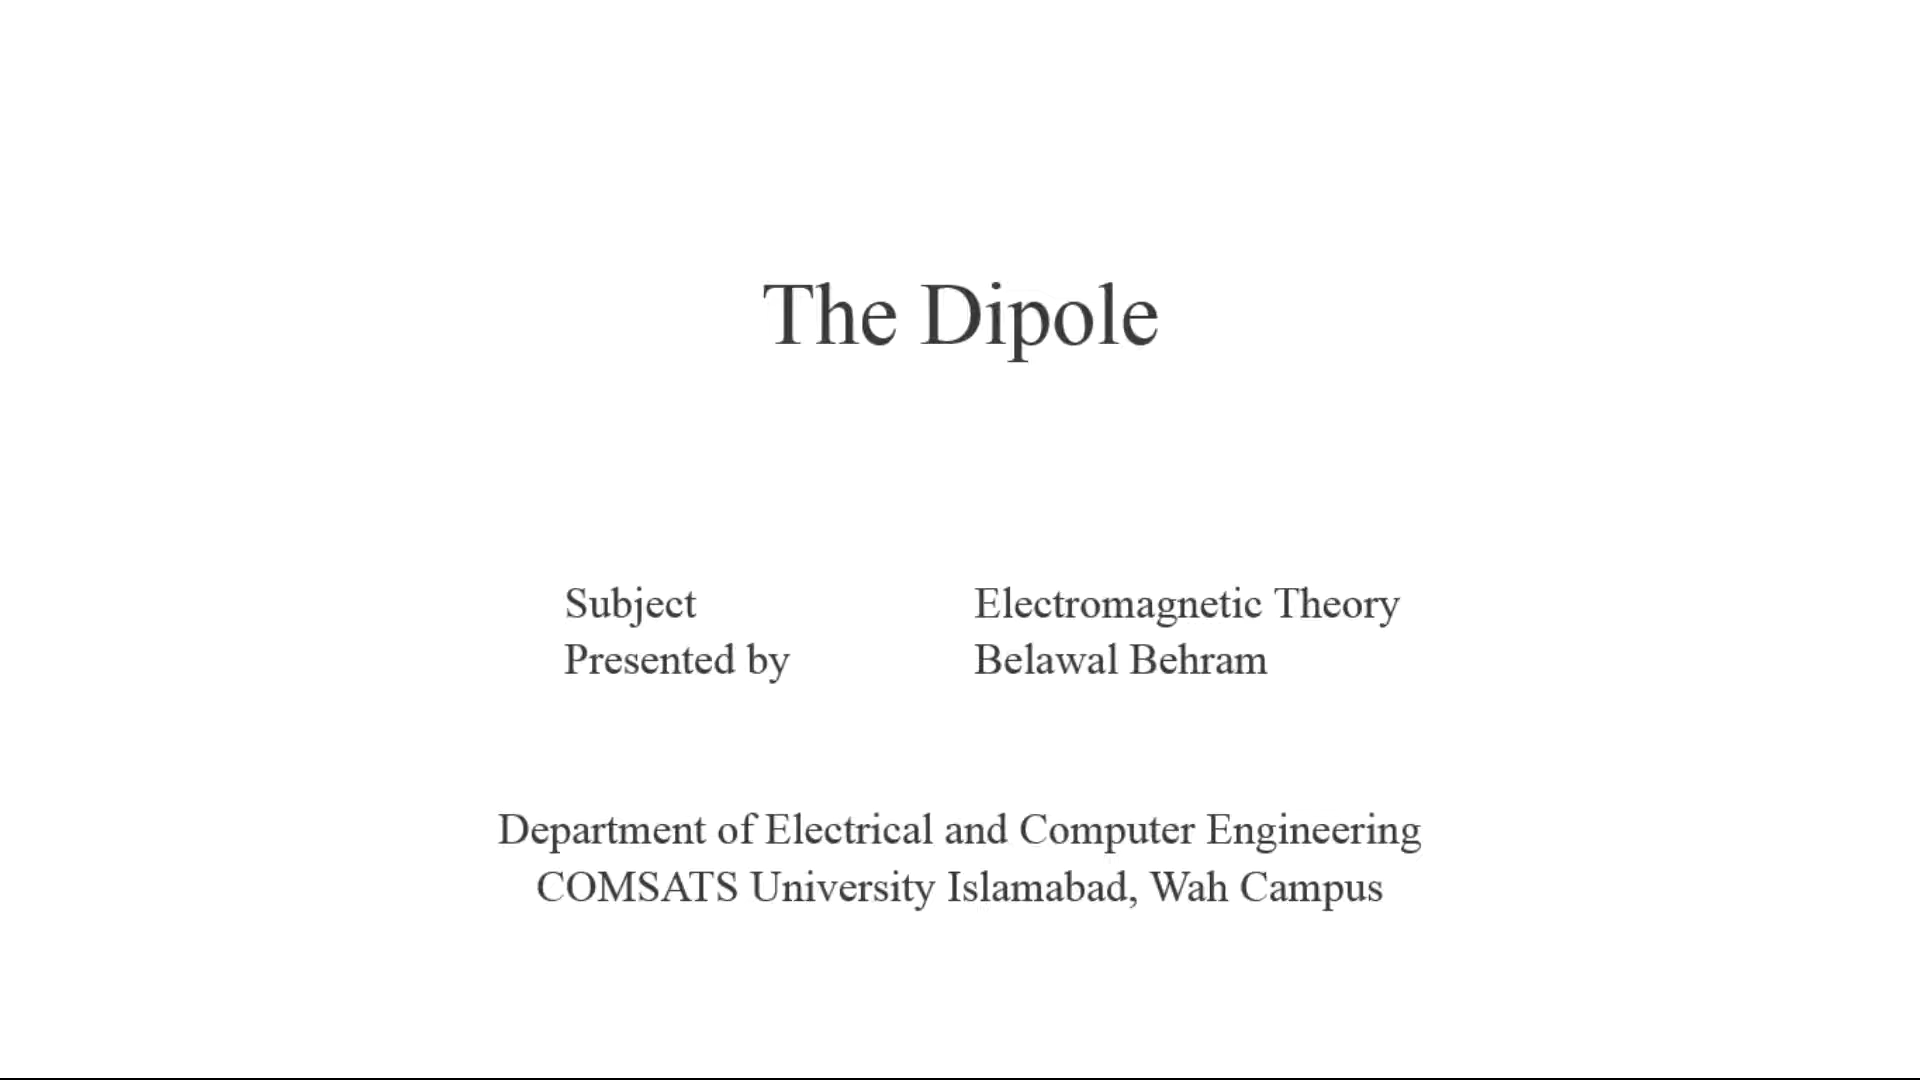 The Dipole
Subject Electromagnetic Theory
Presented by Belawal Behram
Department of Electrical and Computer Engineering
COMSATS University Islamabad, Wah Campus